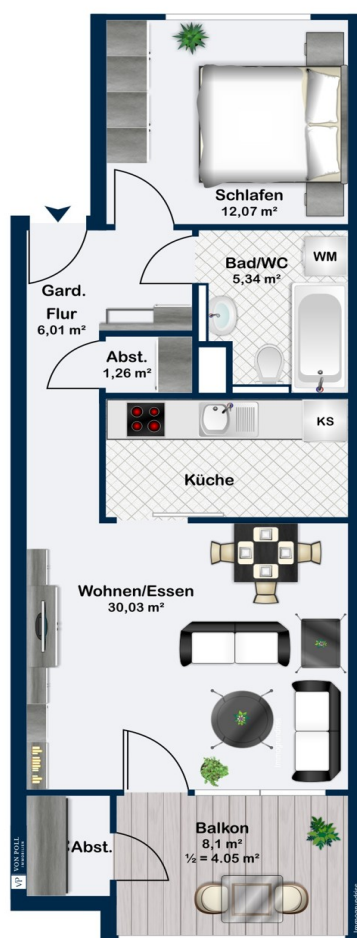 Schlafen
12,07 m²
Bad/WC
5,34 m²
WM
Gard.
Flur
6,01 m²
Abst.
1,26 m²
KS
Küche
Wohnen/Essen
30,03 m²
Balkon
8,1 m²
½ = 4.05 m²
Abst.
VP VON POLL
IMMOBILIEN